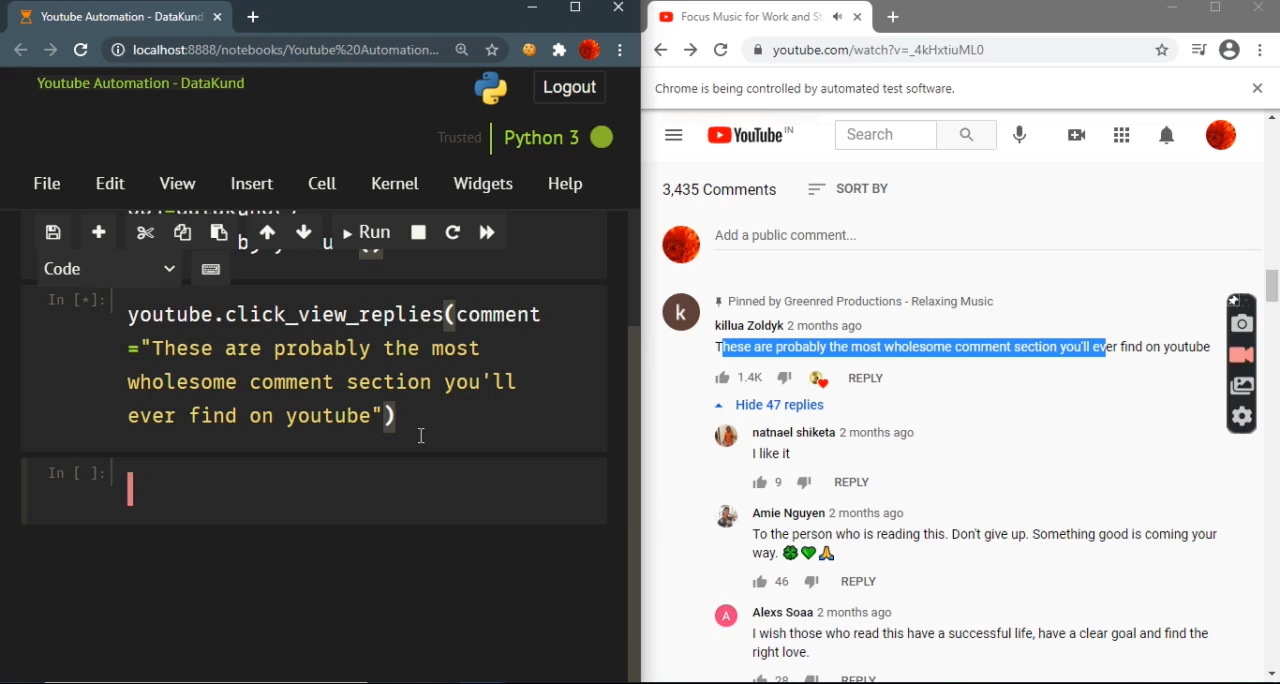 Youtube Automation - DataKund
localhost:8888/notebooks/Youtube%20Automation...
Youtube Automation - DataKund
Logout
Trusted
Python 3
File Edit View Insert Cell Kernel Widgets Help
Run
Code
In [*]:
youtube.click_view_replies(comment
="These are probably the most
wholesome comment section you'll
ever find on youtube")
In [ ]:
Focus Music for Work and St
youtube.com/watch?v=_4kHxtiuML0
Chrome is being controlled by automated test software.
YouTube IN
Search
3,435 Comments SORT BY
Add a public comment...
Pinned by Greenred Productions - Relaxing Music
k
killua Zoldyk 2 months ago
These are probably the most wholesome comment section you'll ever find on youtube
1.4K REPLY
Hide 47 replies
natnael shiketa 2 months ago
I like it
9 REPLY
Amie Nguyen 2 months ago
To the person who is reading this. Don't give up. Something good is coming your
way. 🍀💚🙏
46 REPLY
A
Alexs Soaa 2 months ago
I wish those who read this have a successful life, have a clear goal and find the
right love.
28 REPLY